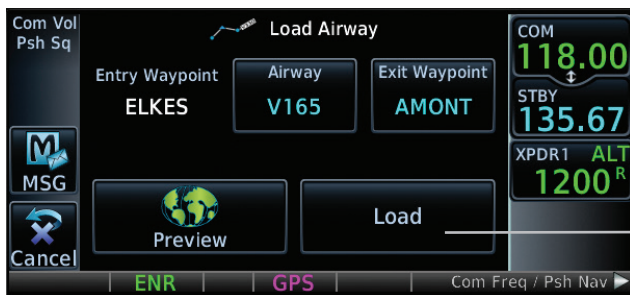 Com Vol
Psh Sq
Load Airway
COM
118.00
Entry Waypoint
Airway
Exit Waypoint
ELKES
V165
AMONT
STBY
135.67
MSG
XPDR1 ALT
1200 R
Preview
Load
Cancel
ENR
GPS
Com Freq / Psh Nav